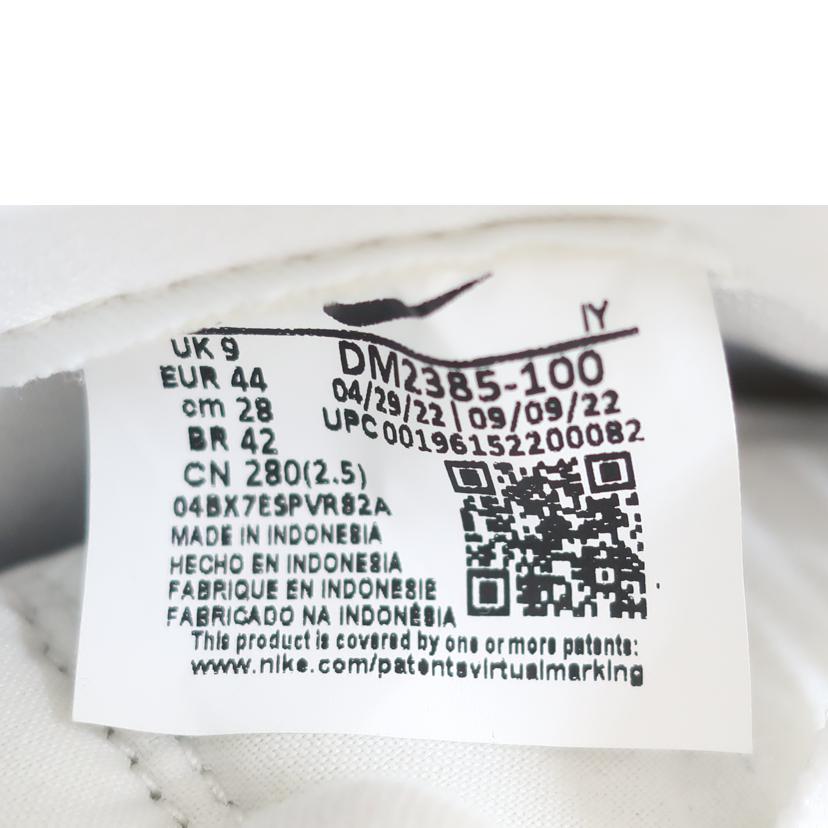 IY
UK 9
EUR 44
cm 28
BR 42
CN 280(2.5)
DM2385-100
04/29/22 | 09/09/22
UPC 00196152200082
04BX7ESPVR82A
MADE IN INDONESIA
HECHO EN INDONESIA
FABRIQUE EN INDONESIE
FABRICADO NA INDONÉSIA
This product is covered by one or more patents:
www.nike.com/patentsvirtualmarking